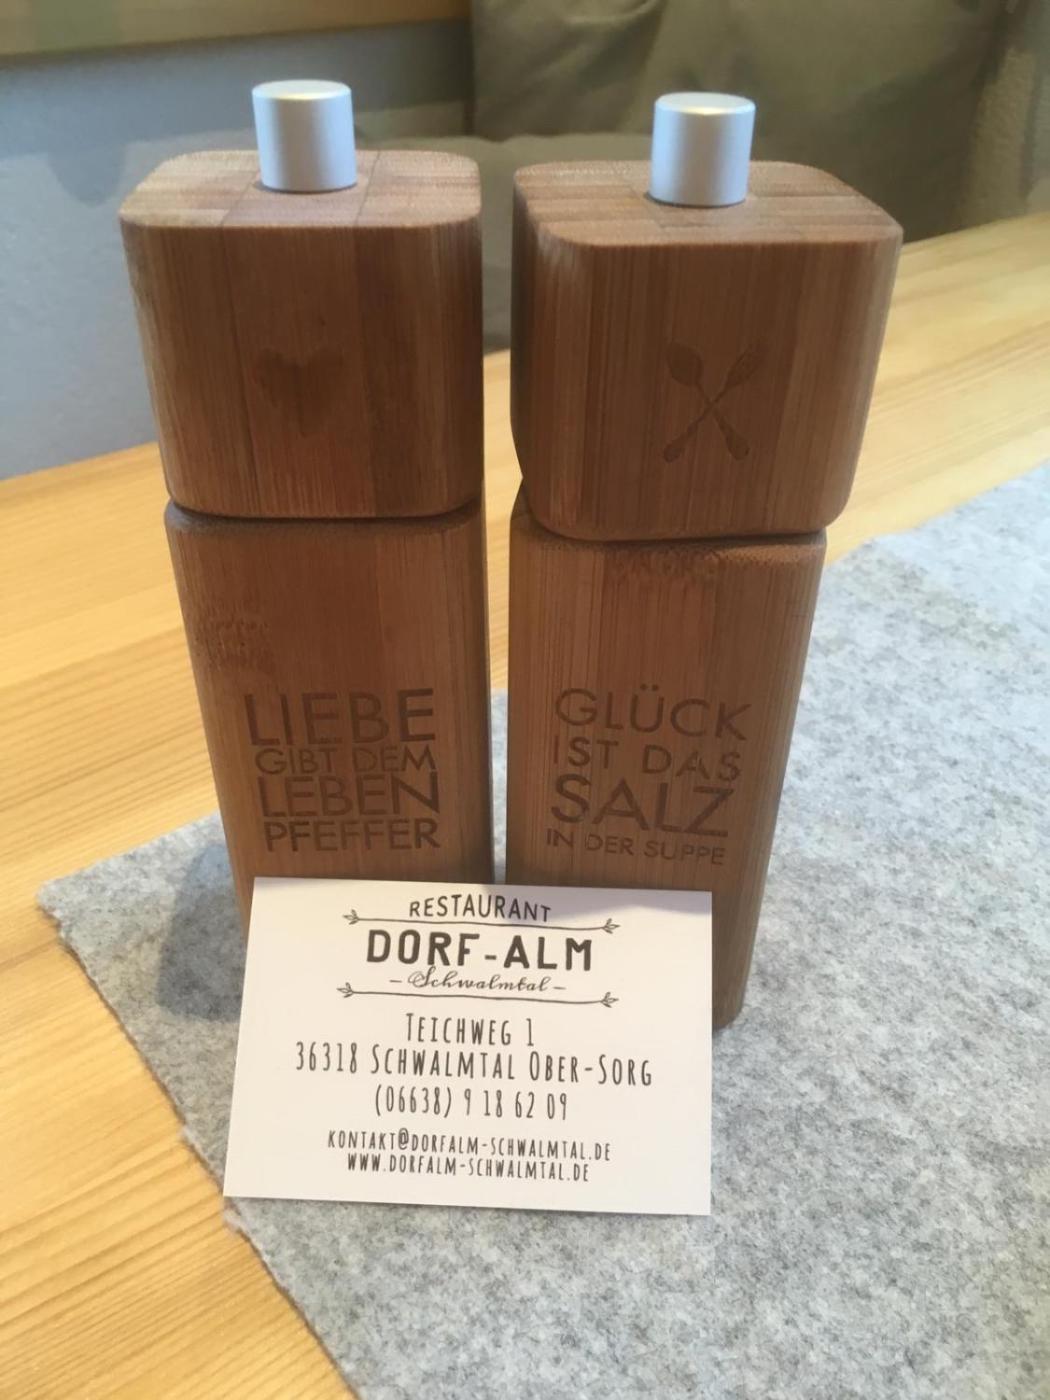 LIEBE
GIBT DEM
LEBEN
PFEFFER
GLÜCK
IST DAS
SALZ
IN DER SUPPE
RESTAURANT
DORF-ALM
- Schwalmtal -
TEICHWEG 1
36318 SCHWALMTAL OBER-SORG
(06638) 9 18 62 09
KONTAKT@DORFALM-SCHWALMTAL.DE
WWW.DORFALM-SCHWALMTAL.DE